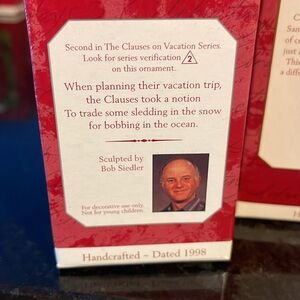 Second in The Clauses on Vacation Series.
Look for series verification 2
on this ornament.
When planning their vacation trip,
the Clauses took a notion
To trade some sledding in the snow
for bobbing in the ocean.
Sculpted by
Bob Siedler
For decorative use only.
Not for young children.
Handcrafted ~ Dated 1998